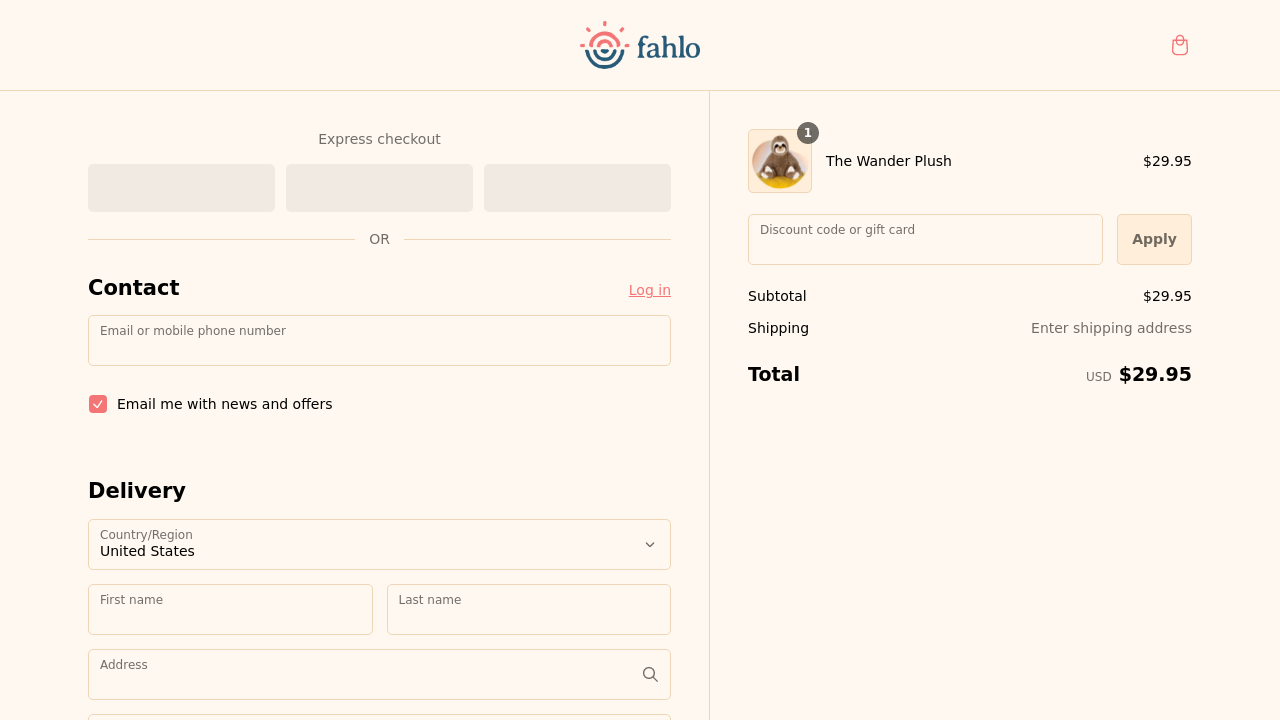 fahlo
Express checkout
OR
Contact
Log in
Email or mobile phone number
Email me with news and offers
Delivery
Country/Region
United States
First name
Last name
Address
1
The Wander Plush
$29.95
Discount code or gift card
Apply
Subtotal
$29.95
Shipping
Enter shipping address
Total
USD $29.95